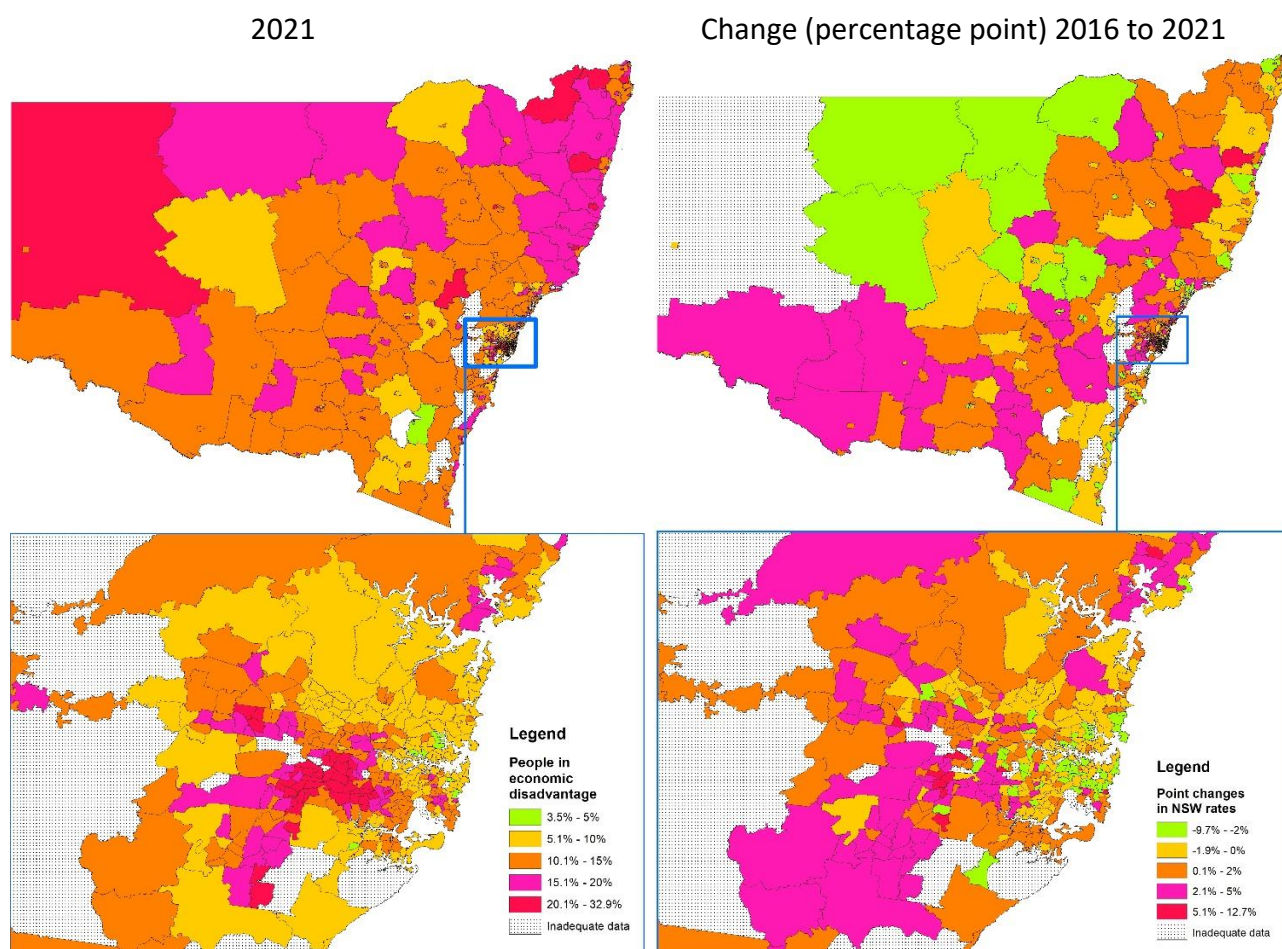 2021
Change (percentage point) 2016 to 2021
Legend
People in
economic
disadvantage
3.5% - 5%
5.1% - 10%
10.1% - 15%
15.1% - 20%
20.1% - 32.9%
Inadequate data
Legend
Point changes
in NSW rates
-9.7% - -2%
-1.9% - 0%
0.1% - 2%
2.1% - 5%
5.1% - 12.7%
Inadequate data